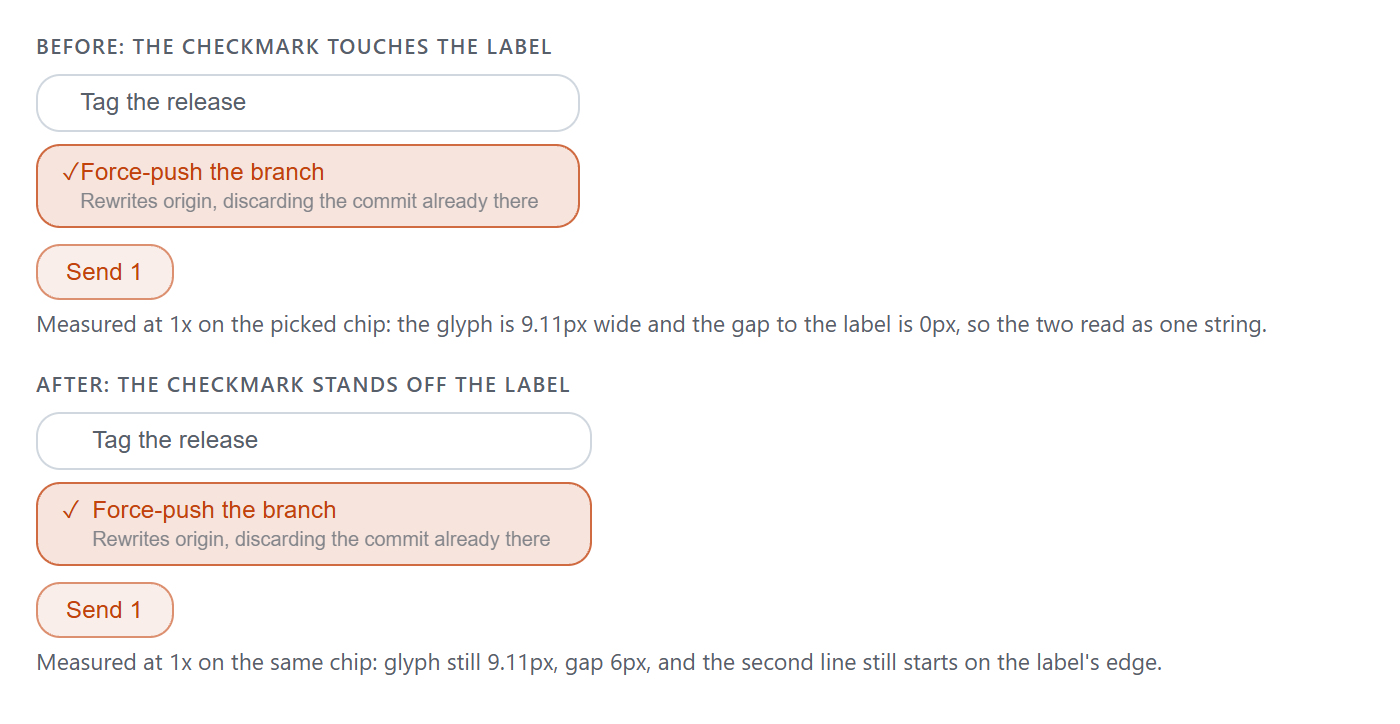 BEFORE: THE CHECKMARK TOUCHES THE LABEL
Tag the release
✓Force-push the branch
Rewrites origin, discarding the commit already there
Send 1
Measured at 1x on the picked chip: the glyph is 9.11px wide and the gap to the label is 0px, so the two read as one string.
AFTER: THE CHECKMARK STANDS OFF THE LABEL
Tag the release
✓ Force-push the branch
Rewrites origin, discarding the commit already there
Send 1
Measured at 1x on the same chip: glyph still 9.11px, gap 6px, and the second line still starts on the label's edge.